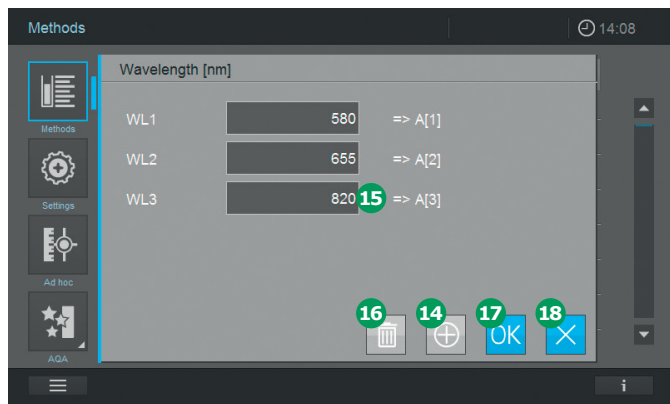 Methods
14:08
Wavelength [nm]
Methods
WL1 580 => A[1]
WL2 655 => A[2]
Settings
WL3 820 15 => A[3]
Ad hoc
16 14 17 18
OK
AQA
i